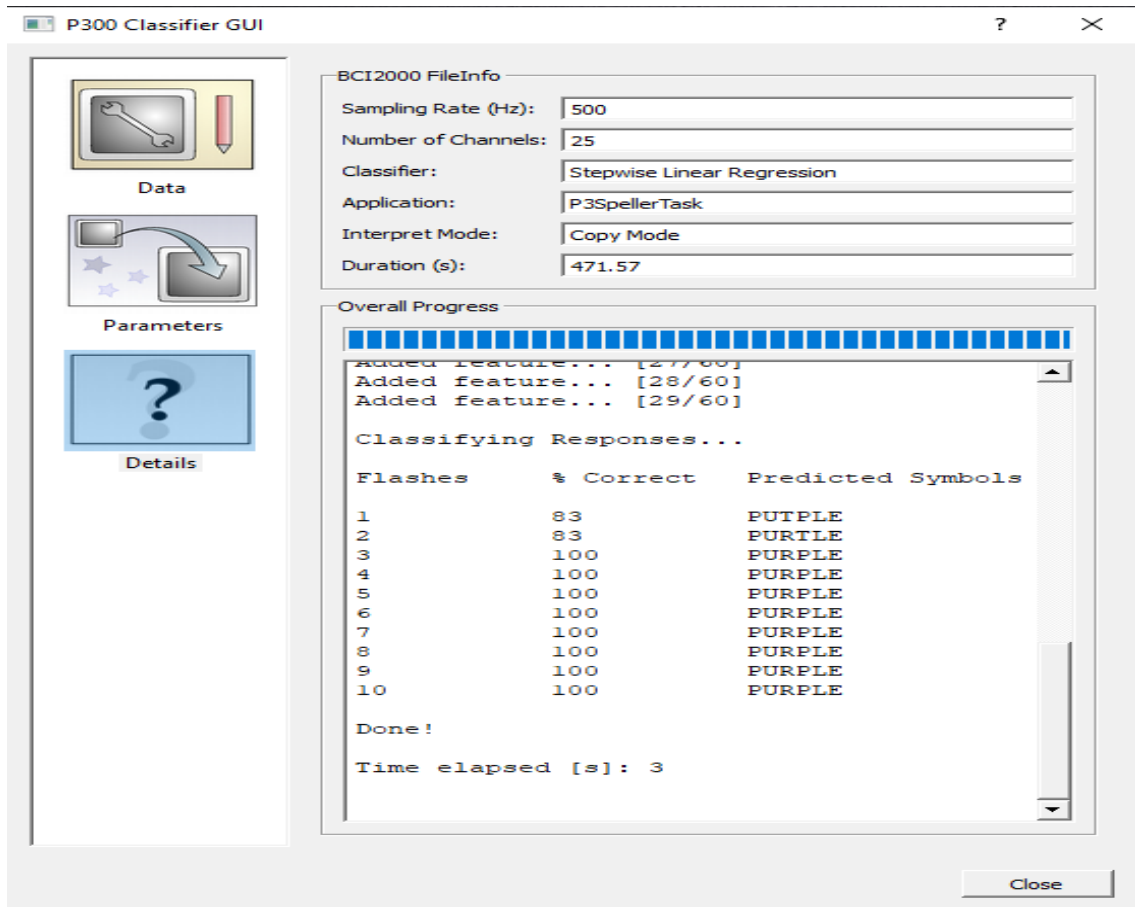 P300 Classifier GUI
?
Data
Parameters
?
Details
BCI2000 FileInfo
Sampling Rate (Hz): 500
Number of Channels: 25
Classifier: Stepwise Linear Regression
Application: P3SpellerTask
Interpret Mode: Copy Mode
Duration (s): 471.57
Overall Progress
Added feature... [27/60]
Added feature... [28/60]
Added feature... [29/60]
Classifying Responses...
Flashes % Correct Predicted Symbols
1 83 PUTPLE
2 83 PURTLE
3 100 PURPLE
4 100 PURPLE
5 100 PURPLE
6 100 PURPLE
7 100 PURPLE
8 100 PURPLE
9 100 PURPLE
10 100 PURPLE
Done!
Time elapsed [s]: 3
Close